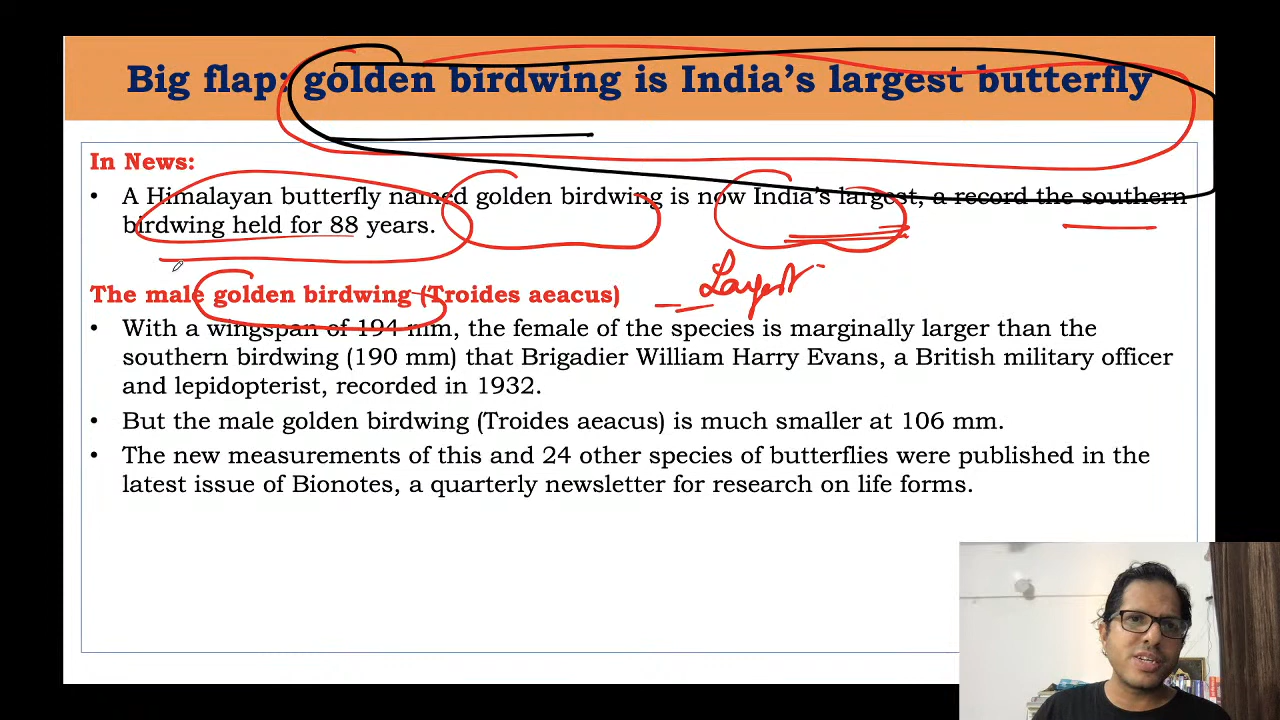 Big flap: golden birdwing is India's largest butterfly
In News:
• A Himalayan butterfly named golden birdwing is now India's largest, a record the southern
birdwing held for 88 years.
Largest
The male golden birdwing (Troides aeacus)
• With a wingspan of 194 mm, the female of the species is marginally larger than the
southern birdwing (190 mm) that Brigadier William Harry Evans, a British military officer
and lepidopterist, recorded in 1932.
• But the male golden birdwing (Troides aeacus) is much smaller at 106 mm.
• The new measurements of this and 24 other species of butterflies were published in the
latest issue of Bionotes, a quarterly newsletter for research on life forms.